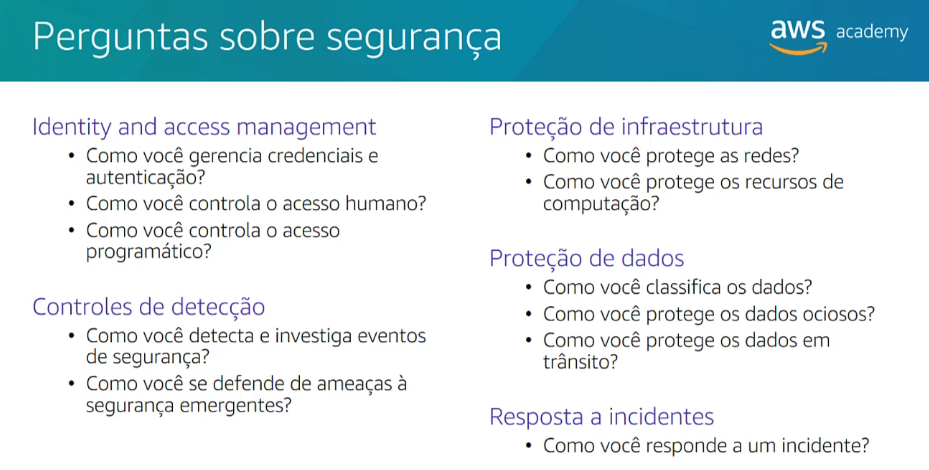 Perguntas sobre segurança
aws academy
Identity and access management
• Como você gerencia credenciais e
autenticação?
• Como você controla o acesso humano?
• Como você controla o acesso
programático?
Controles de detecção
• Como você detecta e investiga eventos
de segurança?
• Como você se defende de ameaças à
segurança emergentes?
Proteção de infraestrutura
• Como você protege as redes?
• Como você protege os recursos de
computação?
Proteção de dados
• Como você classifica os dados?
• Como você protege os dados ociosos?
• Como você protege os dados em
trânsito?
Resposta a incidentes
• Como você responde a um incidente?